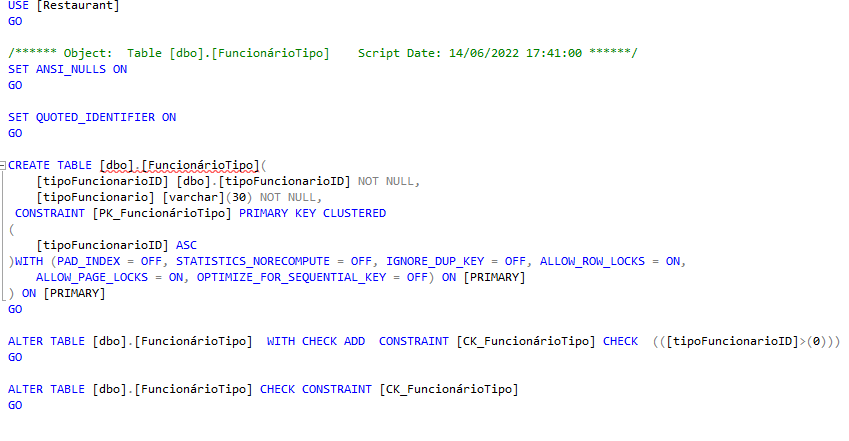 USE [Restaurant]
GO
/****** Object:  Table [dbo].[FuncionárioTipo]    Script Date: 14/06/2022 17:41:00 ******/
SET ANSI_NULLS ON
GO
SET QUOTED_IDENTIFIER ON
GO
CREATE TABLE [dbo].[FuncionárioTipo](
    [tipoFuncionarioID] [dbo].[tipoFuncionarioID] NOT NULL,
    [tipoFuncionario] [varchar](30) NOT NULL,
 CONSTRAINT [PK_FuncionárioTipo] PRIMARY KEY CLUSTERED
(
    [tipoFuncionarioID] ASC
)WITH (PAD_INDEX = OFF, STATISTICS_NORECOMPUTE = OFF, IGNORE_DUP_KEY = OFF, ALLOW_ROW_LOCKS = ON,
    ALLOW_PAGE_LOCKS = ON, OPTIMIZE_FOR_SEQUENTIAL_KEY = OFF) ON [PRIMARY]
) ON [PRIMARY]
GO
ALTER TABLE [dbo].[FuncionárioTipo]  WITH CHECK ADD  CONSTRAINT [CK_FuncionárioTipo] CHECK  (([tipoFuncionarioID]>(0)))
GO
ALTER TABLE [dbo].[FuncionárioTipo] CHECK CONSTRAINT [CK_FuncionárioTipo]
GO